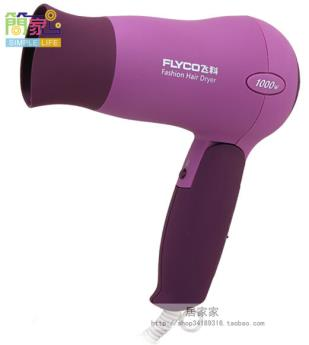 簡家
SIMPLE LIFE
FLYCO飞科
Fashion Hair Dryer
1000W
居家家
http://shop34189316.taobao.com